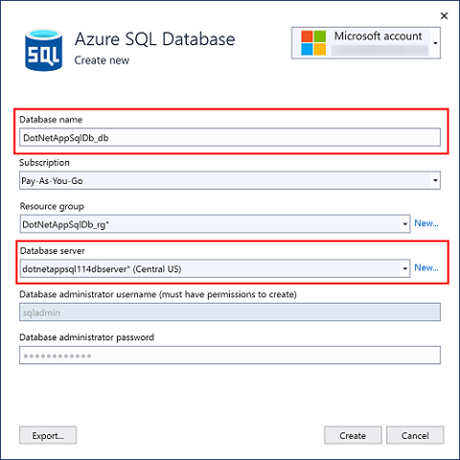 SQL
Azure SQL Database
Create new
Microsoft account
Database name
DotNetAppSqlDb_db
Subscription
Pay-As-You-Go
Resource group
DotNetAppSqlDb_rg*
New...
Database server
dotnetappsql114dbserver* (Central US)
New...
Database administrator username (must have permissions to create)
sqladmin
Database administrator password
●●●●●●●●●●●●
Export...
Create
Cancel